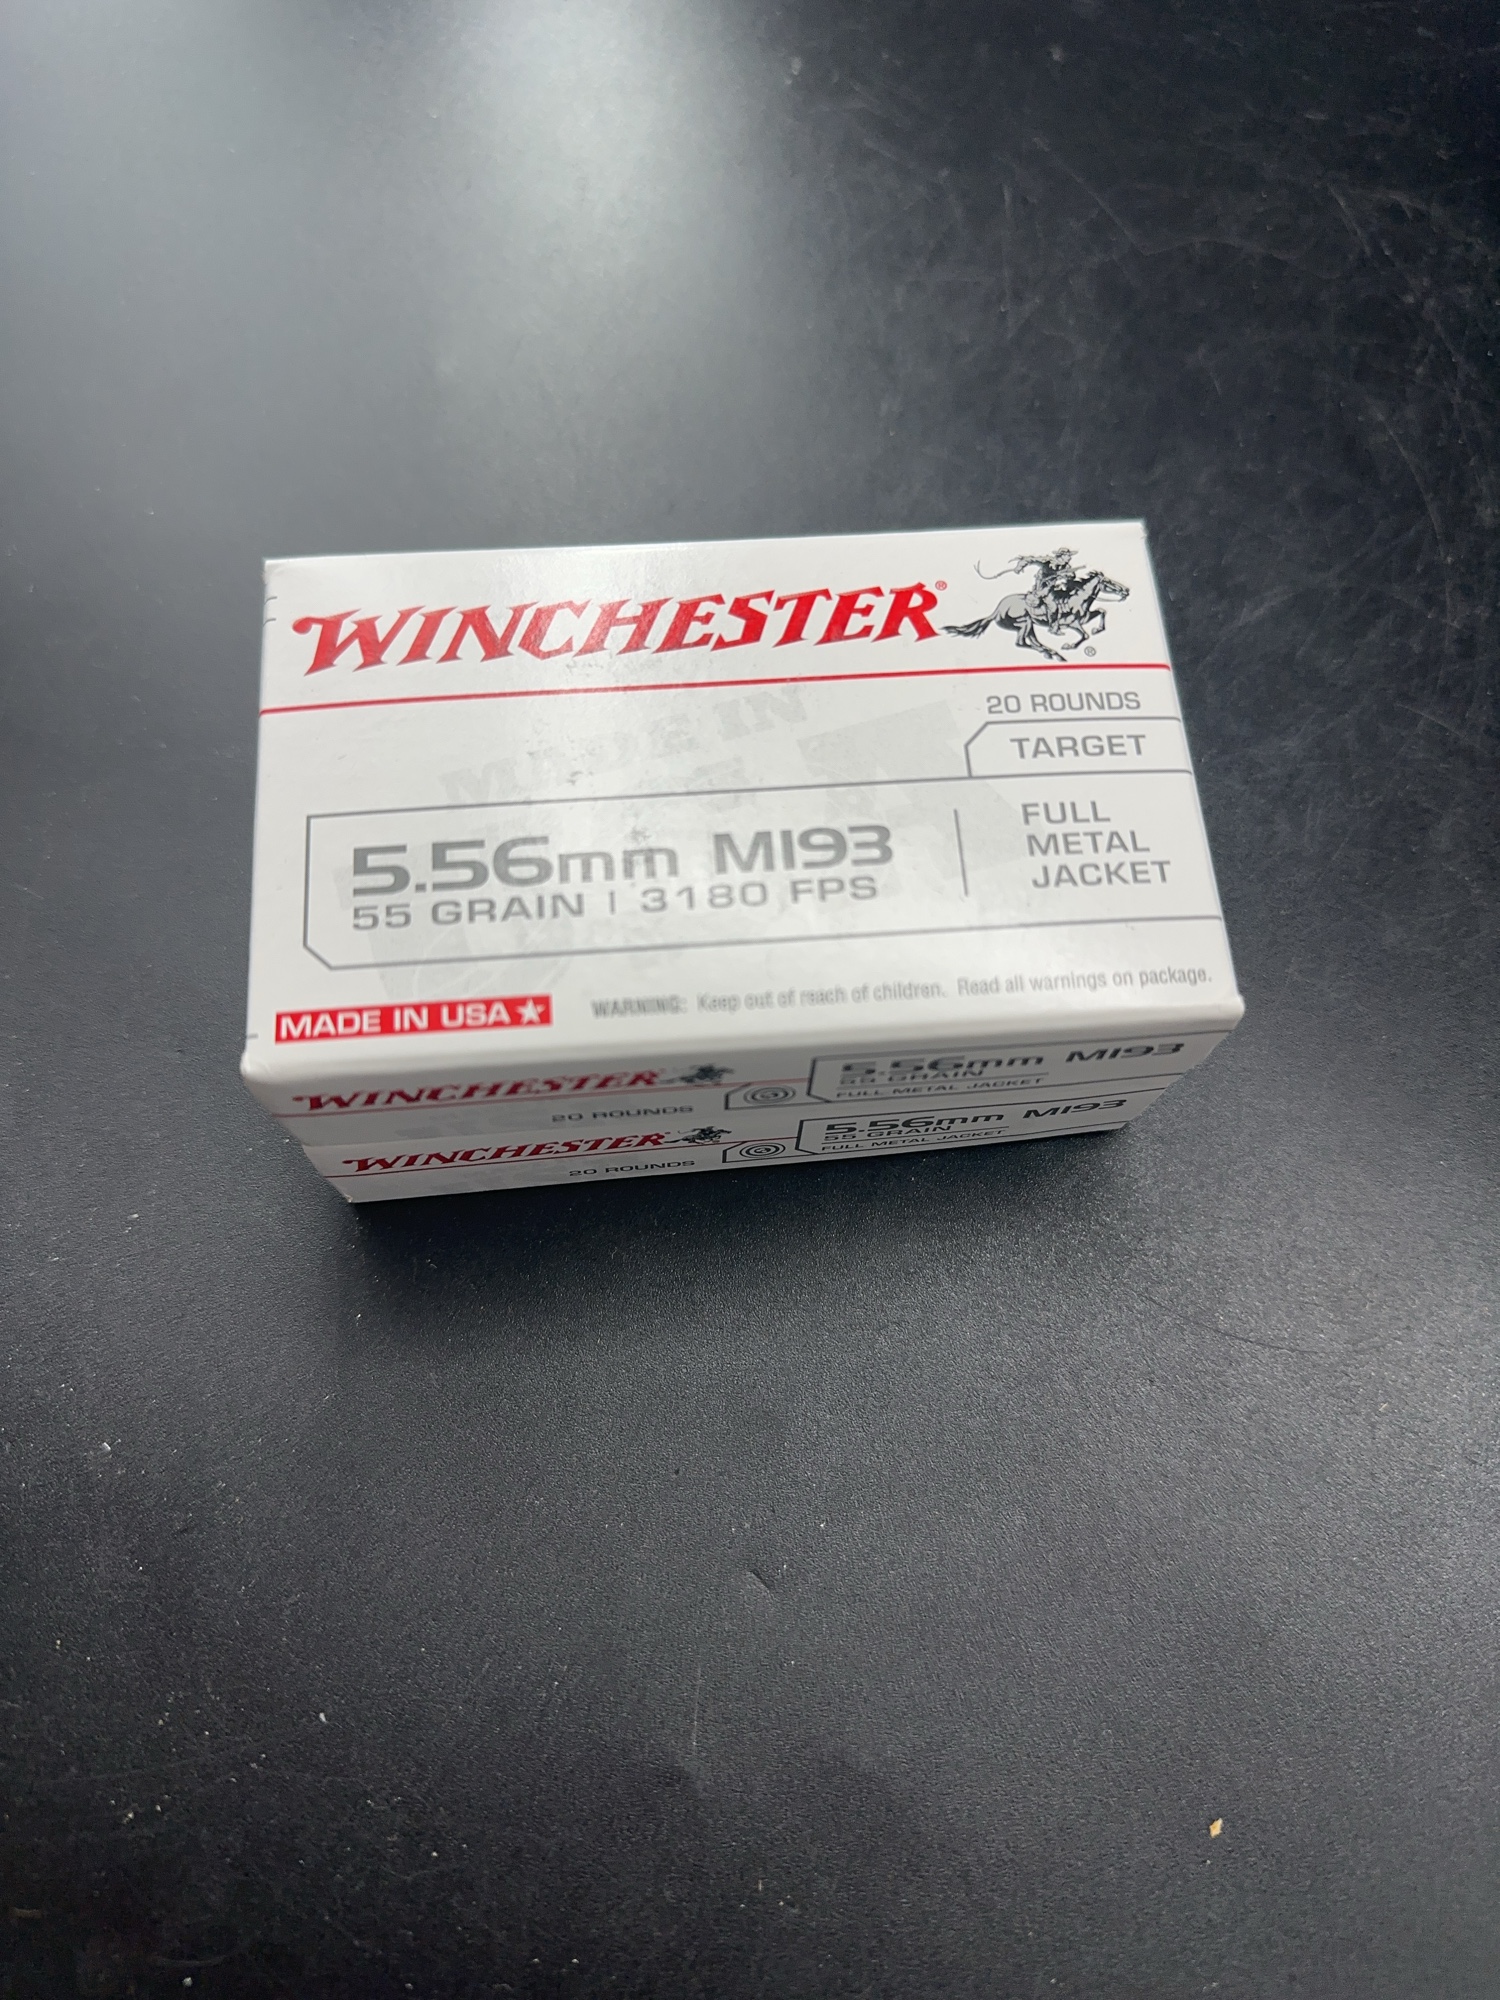 WINCHESTER®
®
20 ROUNDS
TARGET
5.56mm M193
55 GRAIN | 3180 FPS
FULL
METAL
JACKET
MADE IN USA
WARNING: Keep out of reach of children. Read all warnings on package.
WINCHESTER
20 ROUNDS
5.56mm M193
55 GRAIN
FULL METAL JACKET
WINCHESTER
20 ROUNDS
5.56mm M193
55 GRAIN
FULL METAL JACKET